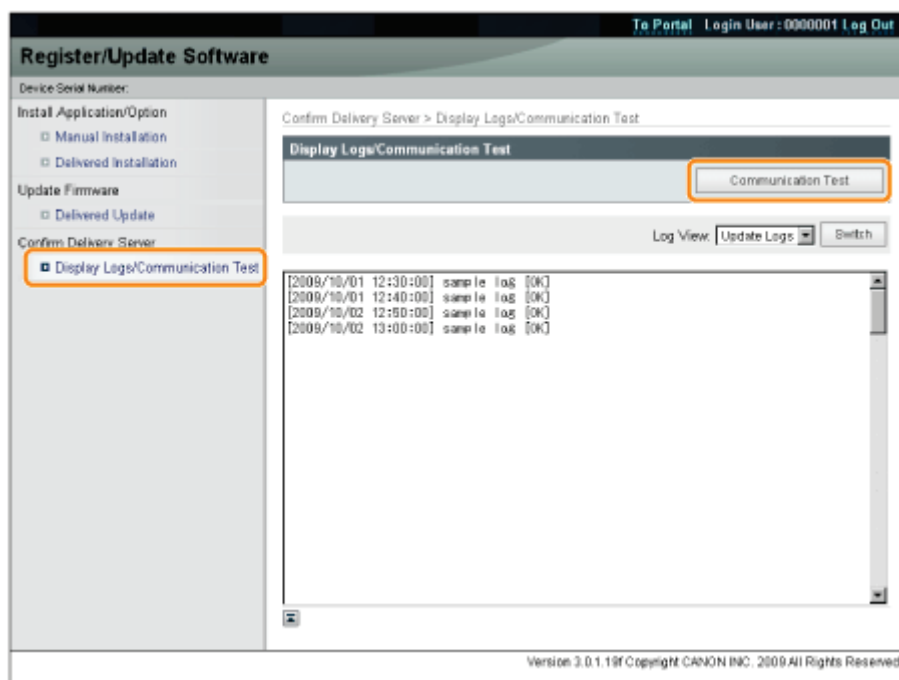 To Portal Login User : 0000001 Log Out
Register/Update Software
Device Serial Number:
Install Application/Option
Manual Installation
Delivered Installation
Update Firmware
Delivered Update
Confirm Delivery Server
Display Logs/Communication Test
Confirm Delivery Server > Display Logs/Communication Test
Display Logs/Communication Test
Communication Test
Log View: Update Logs Switch
[2009/10/01 12:30:00] sample log [OK]
[2009/10/01 12:40:00] sample log [OK]
[2009/10/02 12:50:00] sample log [OK]
[2009/10/02 13:00:00] sample log [OK]
Version 3.0.1.19f Copyright CANON INC. 2009 All Rights Reserved